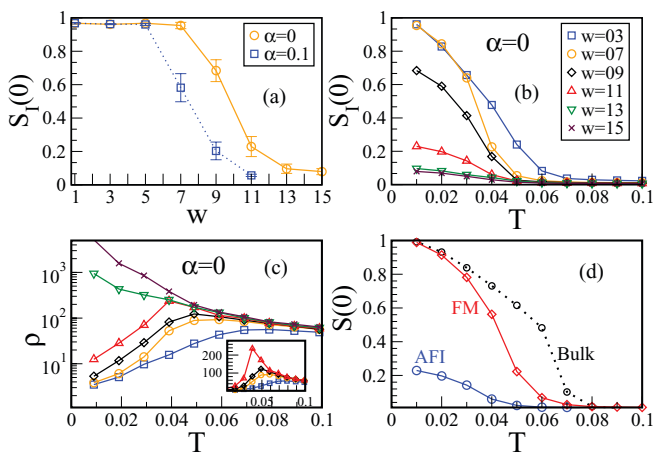 1
0.8
0.6
0.4
0.2
0
S_I(0)
α=0
α=0.1
(a)
1 3 5 7 9 11 13 15
w
1
0.8
0.6
0.4
0.2
0
S_I(0)
α=0
(b)
w=03
w=07
w=09
w=11
w=13
w=15
0 0.02 0.04 0.06 0.08 0.1
T
10^3
10^2
10^1
ρ
α=0
(c)
200
100
0.05 0.1
0 0.02 0.04 0.06 0.08 0.1
T
1
0.8
0.6
0.4
0.2
S(0)
(d)
FM
AFI
Bulk
0 0.02 0.04 0.06 0.08 0.1
T